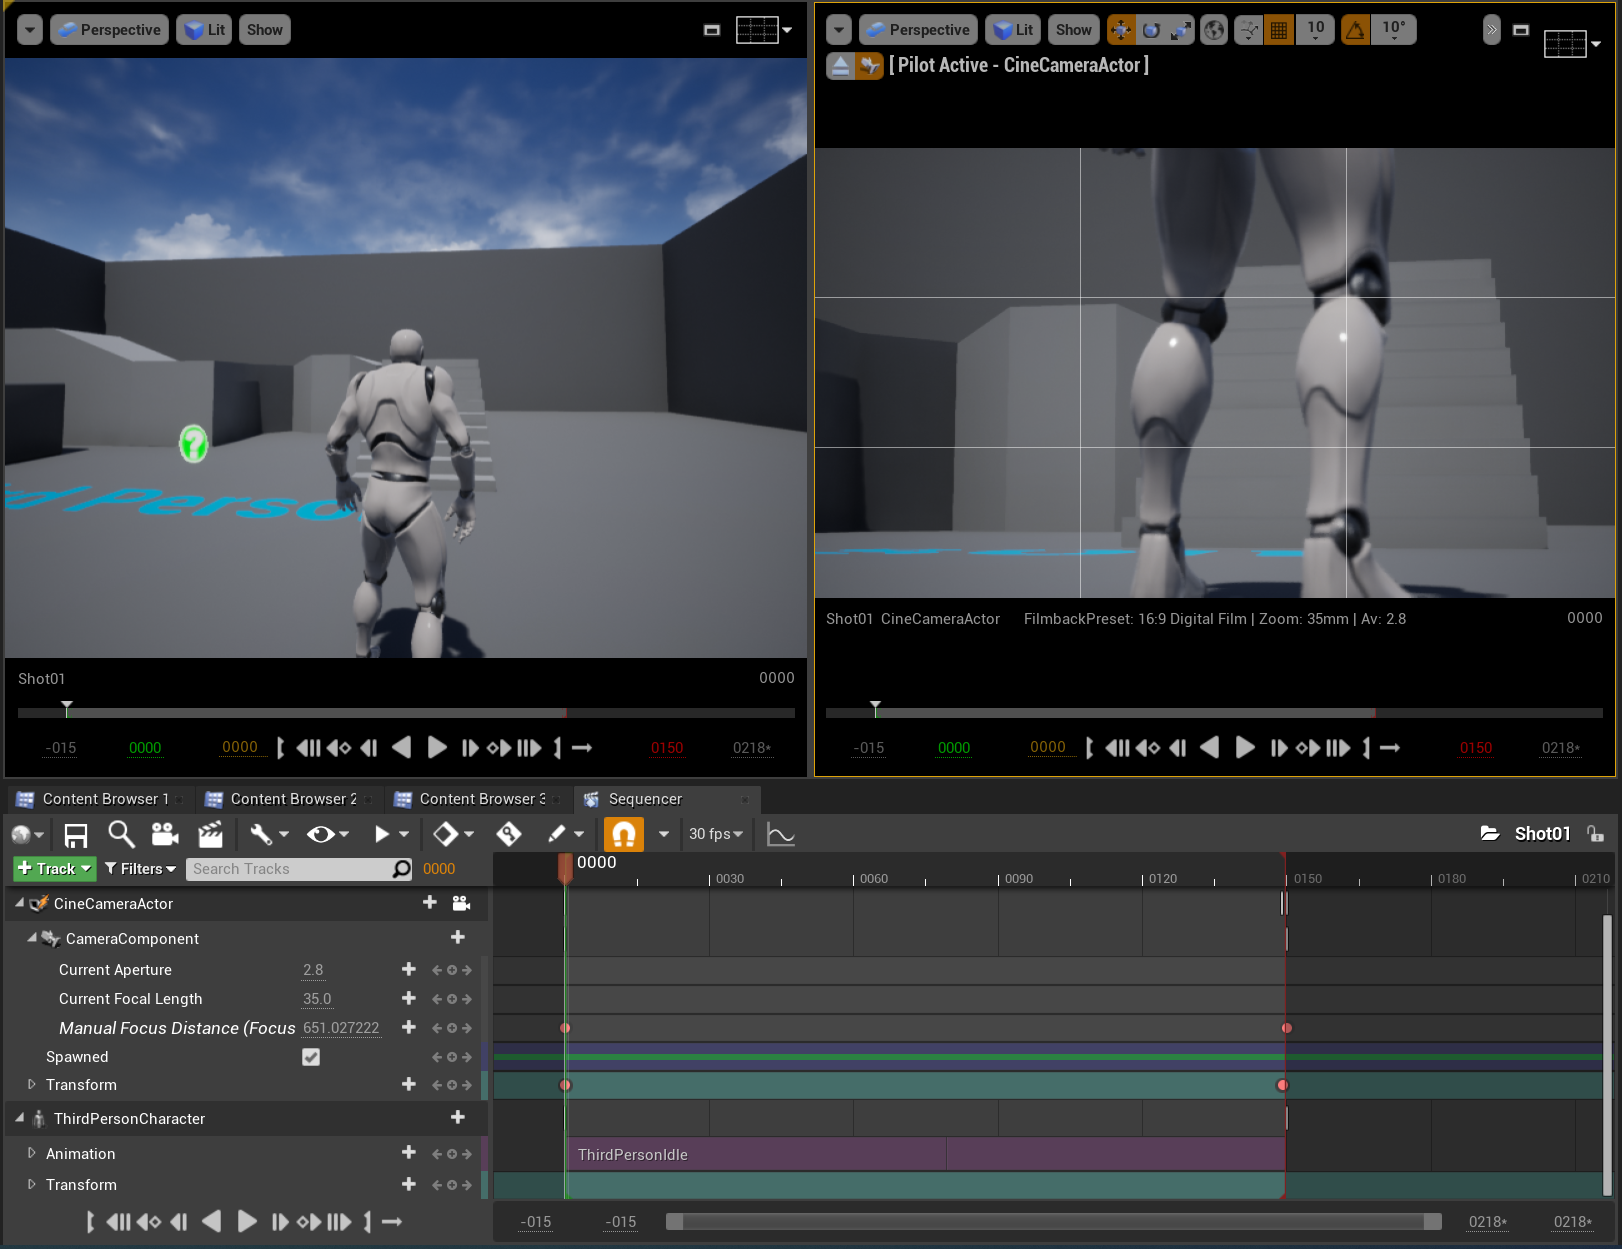 Perspective Lit Show
Perspective Lit Show 10 10°
[ Pilot Active - CineCameraActor ]
?
Perso
Shot01 0000
Shot01 CineCameraActor FilmbackPreset: 16:9 Digital Film | Zoom: 35mm | Av: 2.8 0000
-015 0000 0000 0150 0218*
-015 0000 0000 0150 0218*
Content Browser 1 Content Browser 2 Content Browser 3 Sequencer
30 fps Shot01
Track Filters Search Tracks 0000
0000
0030 0060 0090 0120 0150 0180 0210
CineCameraActor
CameraComponent
Current Aperture 2.8
Current Focal Length 35.0
Manual Focus Distance (Focus 651.027222
Spawned
Transform
ThirdPersonCharacter
Animation ThirdPersonIdle
Transform
-015 -015 0218* 0218*